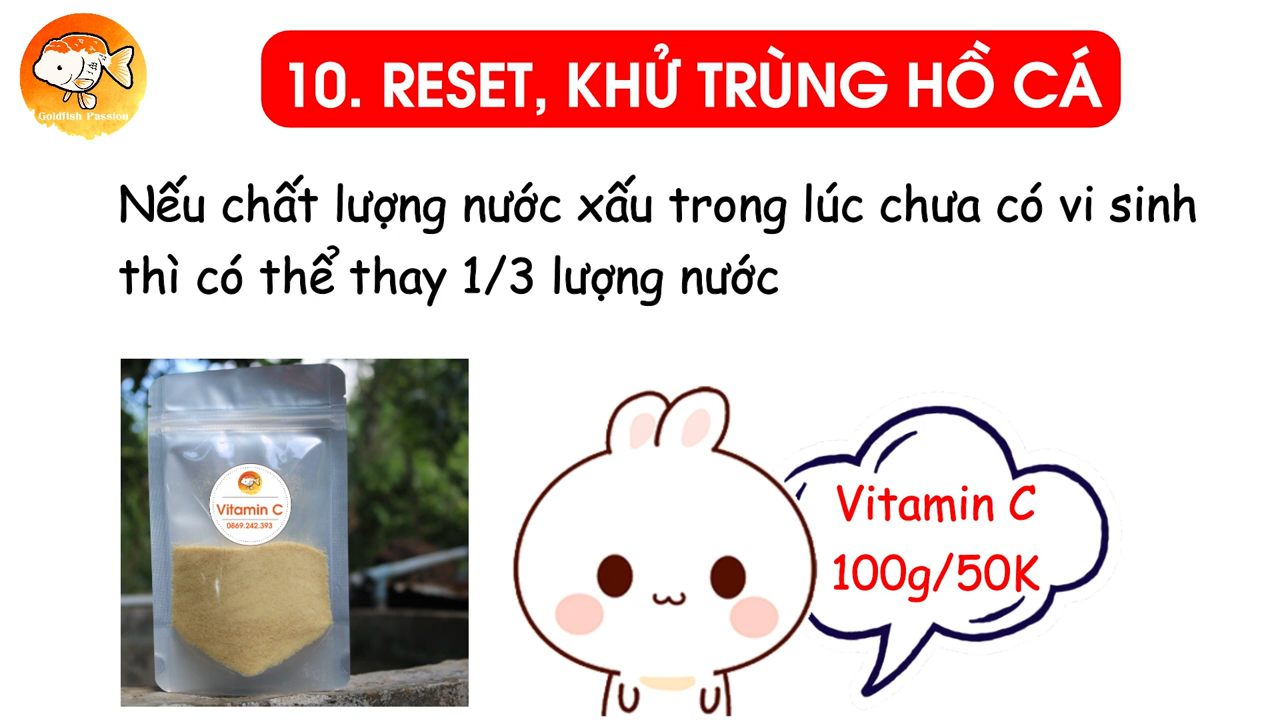 Goldfish Passion
10. RESET, KHỬ TRÙNG HỒ CÁ
Nếu chất lượng nước xấu trong lúc chưa có vi sinh
thì có thể thay 1/3 lượng nước
Vitamin C
0869.242.393
Vitamin C
100g/50K